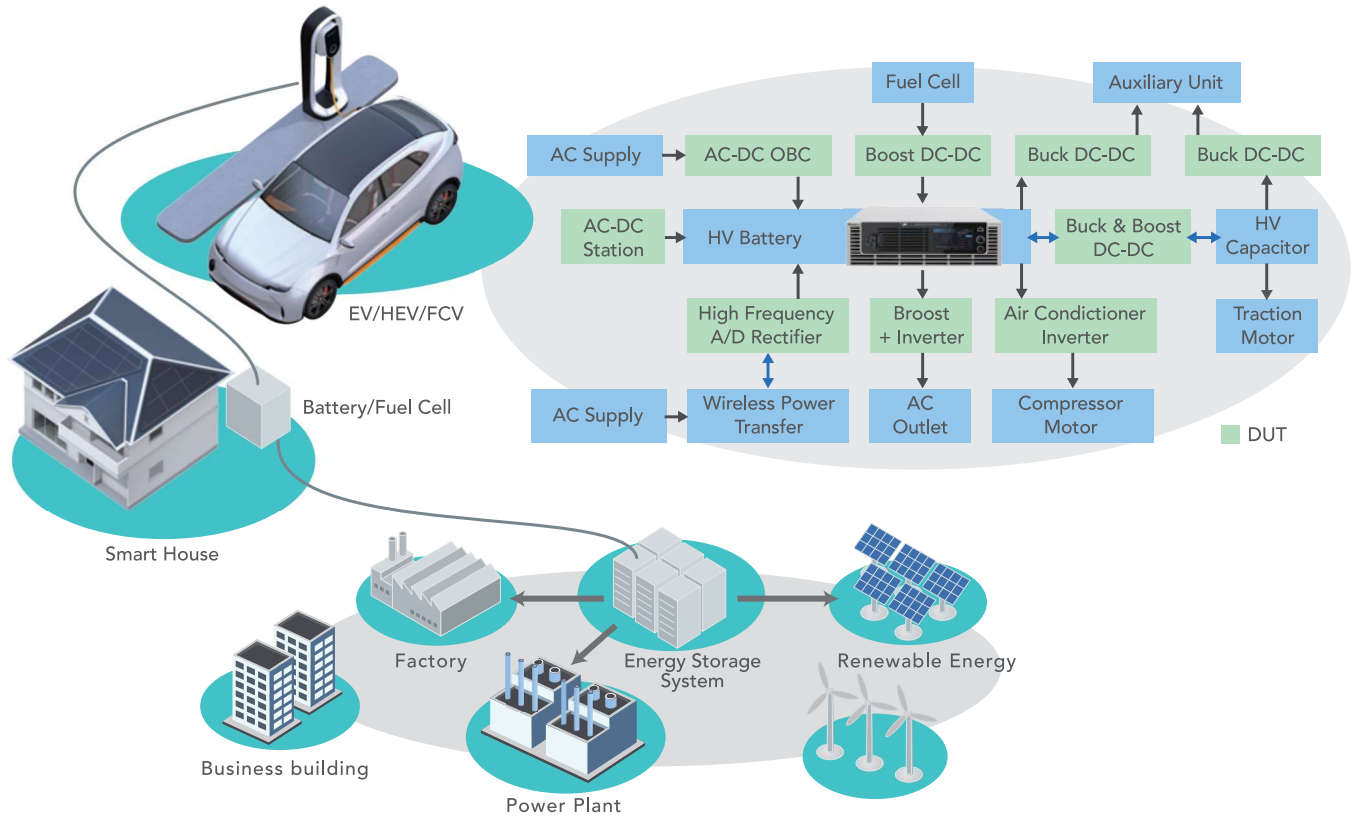 Fuel Cell
Auxiliary Unit
AC Supply
AC-DC OBC
Boost DC-DC
Buck DC-DC
Buck DC-DC
AC-DC
Station
HV Battery
Buck & Boost
DC-DC
HV
Capacitor
High Frequency
A/D Rectifier
Broost
+ Inverter
Air Condictioner
Inverter
Traction
Motor
AC Supply
Wireless Power
Transfer
AC
Outlet
Compressor
Motor
DUT
EV/HEV/FCV
Battery/Fuel Cell
Smart House
Factory
Energy Storage
System
Renewable Energy
Business building
Power Plant